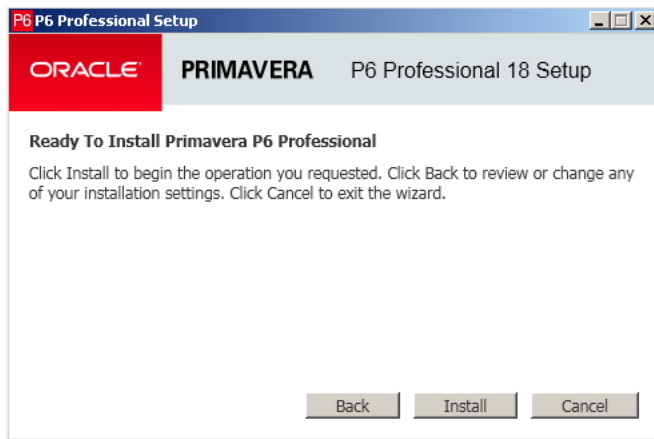 P6 P6 Professional Setup
ORACLE PRIMAVERA P6 Professional 18 Setup
Ready To Install Primavera P6 Professional
Click Install to begin the operation you requested. Click Back to review or change any
of your installation settings. Click Cancel to exit the wizard.
Back Install Cancel